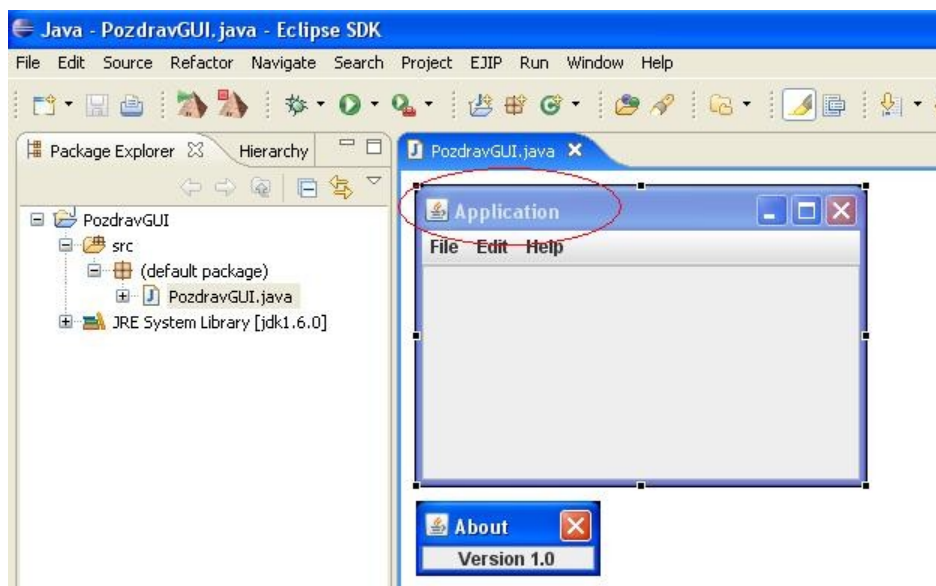 Java - PozdravGUI.java - Eclipse SDK
File Edit Source Refactor Navigate Search Project EJIP Run Window Help
Package Explorer Hierarchy
PozdravGUI.java
PozdravGUI
src
(default package)
PozdravGUI.java
JRE System Library [jdk1.6.0]
Application
File Edit Help
About
Version 1.0